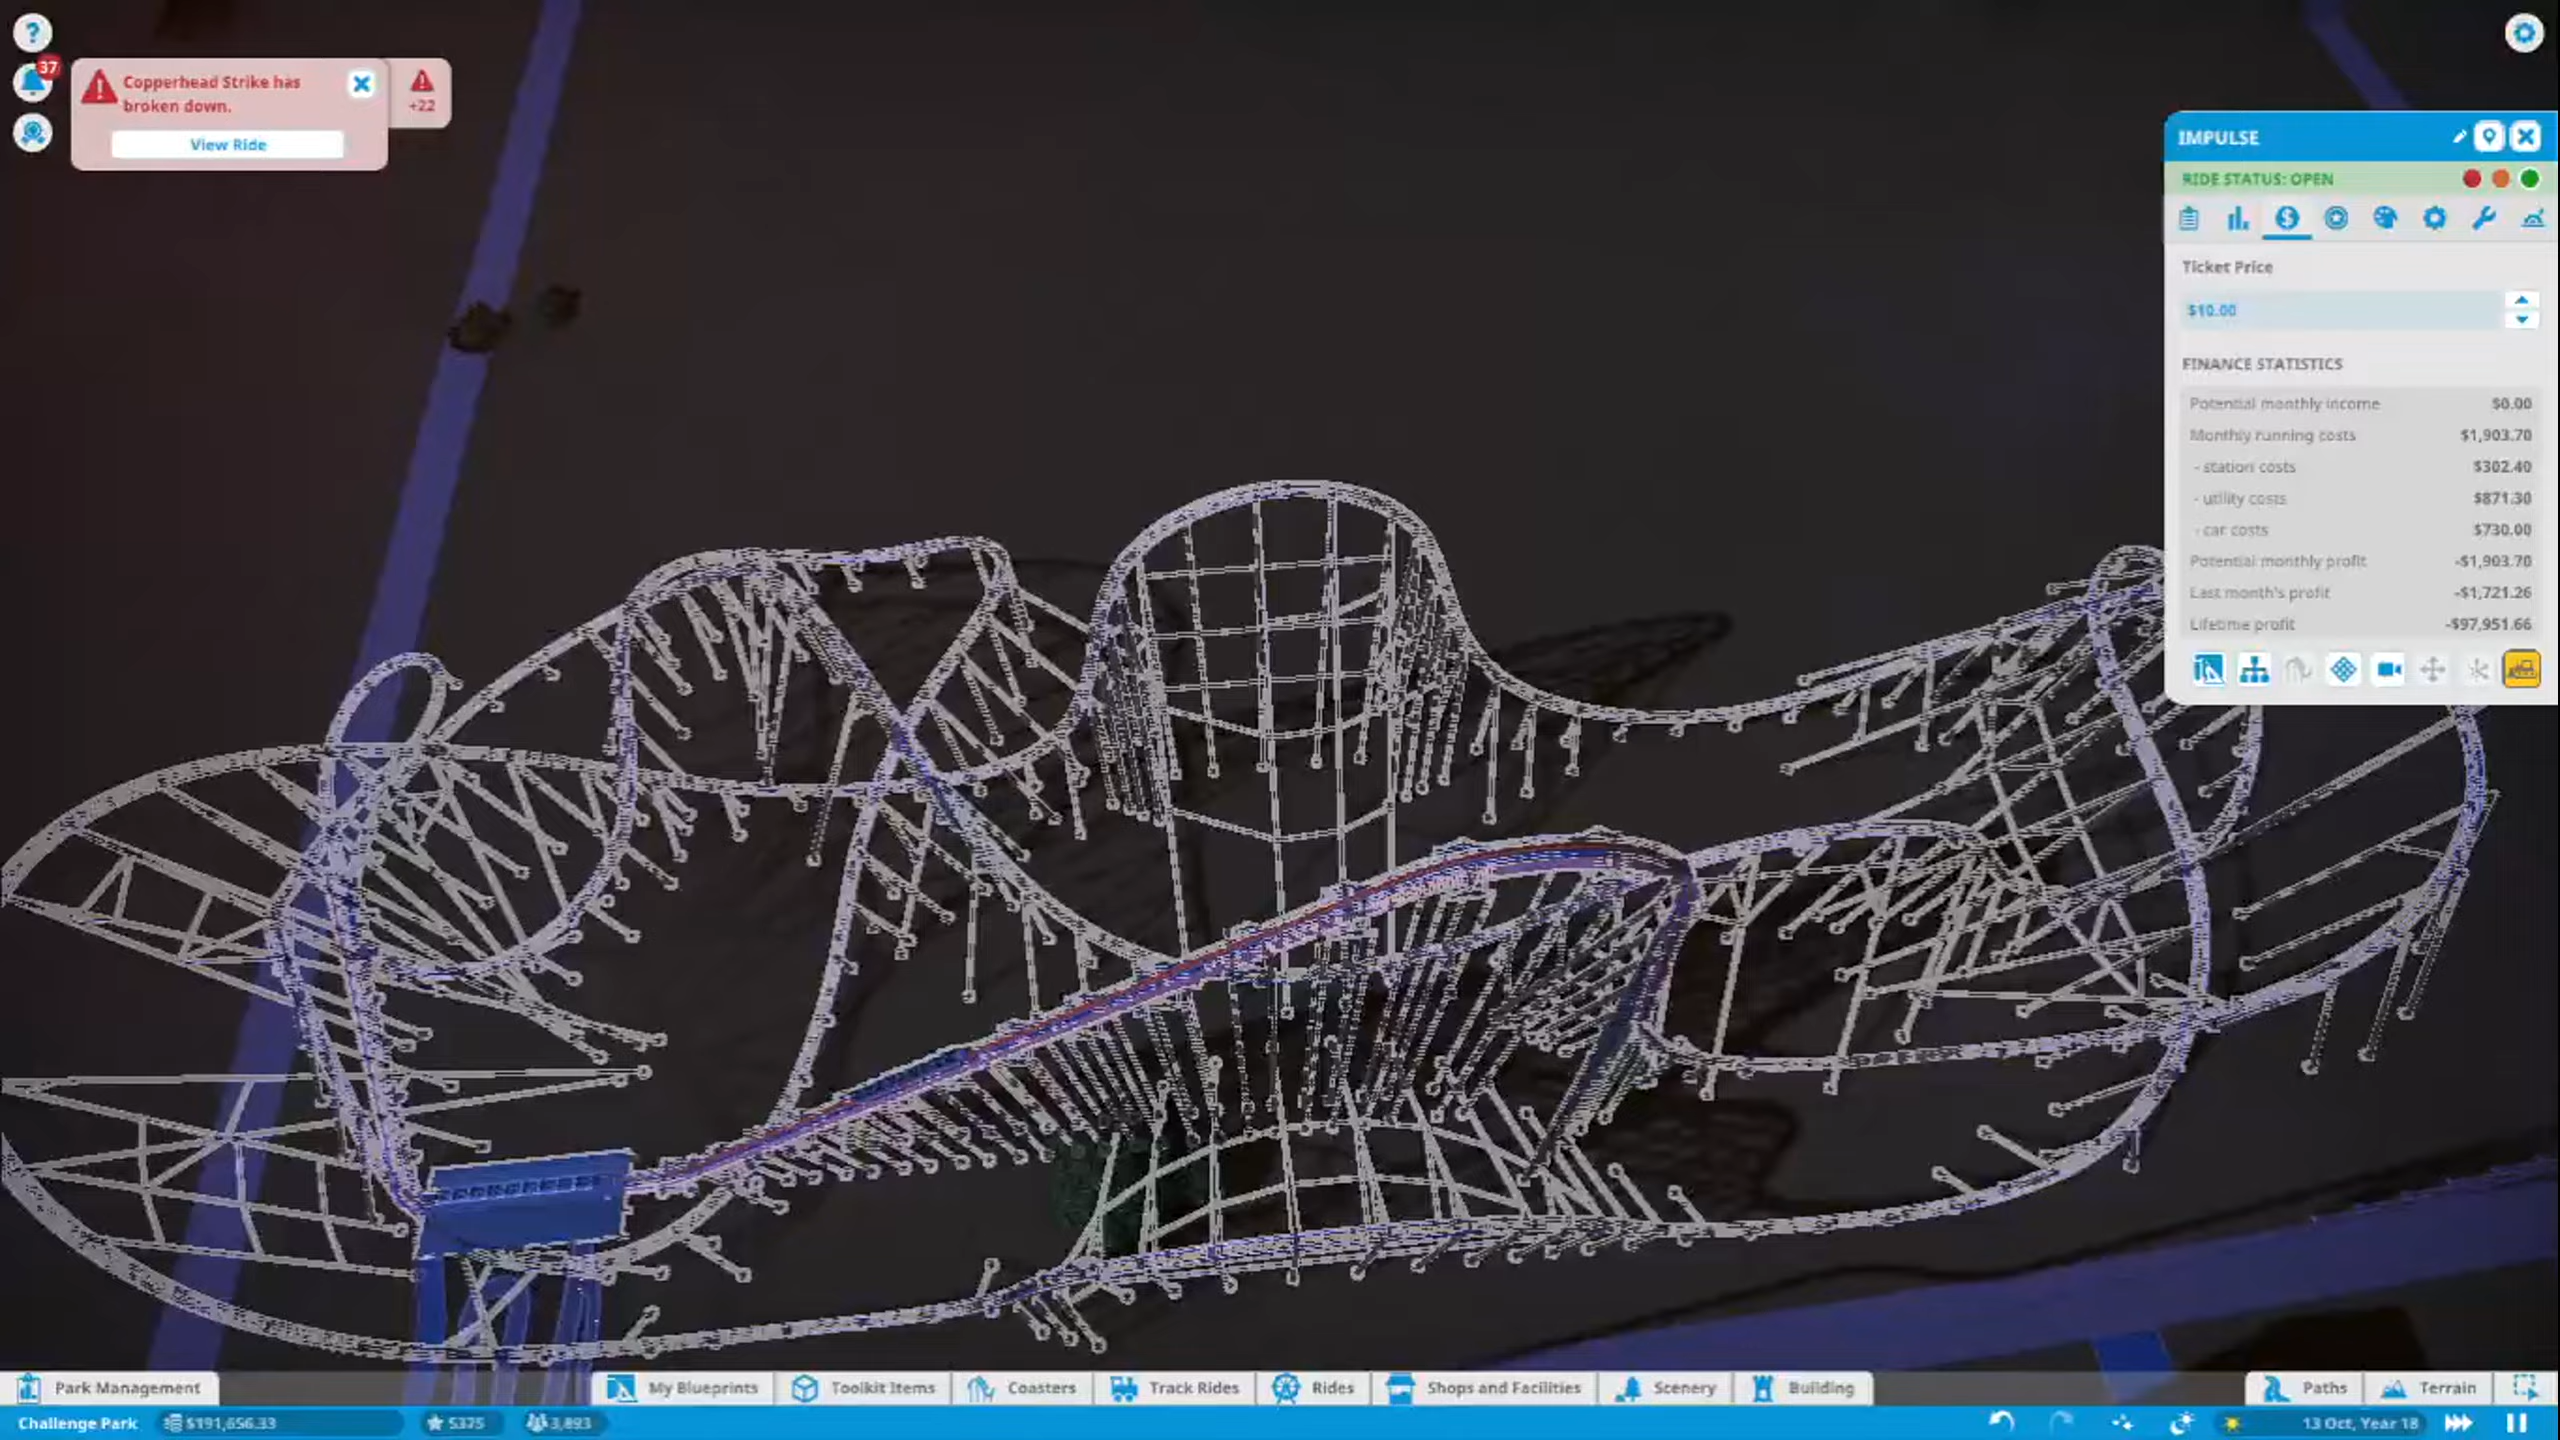 ?
37
Copperhead Strike has
broken down.
View Ride
+22
IMPULSE
RIDE STATUS: OPEN
Ticket Price
$10.00
FINANCE STATISTICS
Potential monthly income $0.00
Monthly running costs $1,903.70
- station costs $302.40
- utility costs $871.30
- car costs $730.00
Potential monthly profit -$1,903.70
Last month's profit -$1,721.26
Lifetime profit -$97,951.66
Park Management
My Blueprints
Toolkit Items
Coasters
Track Rides
Rides
Shops and Facilities
Scenery
Building
Paths
Terrain
Challenge Park
$191,656.33
5375
3,893
13 Oct, Year 18